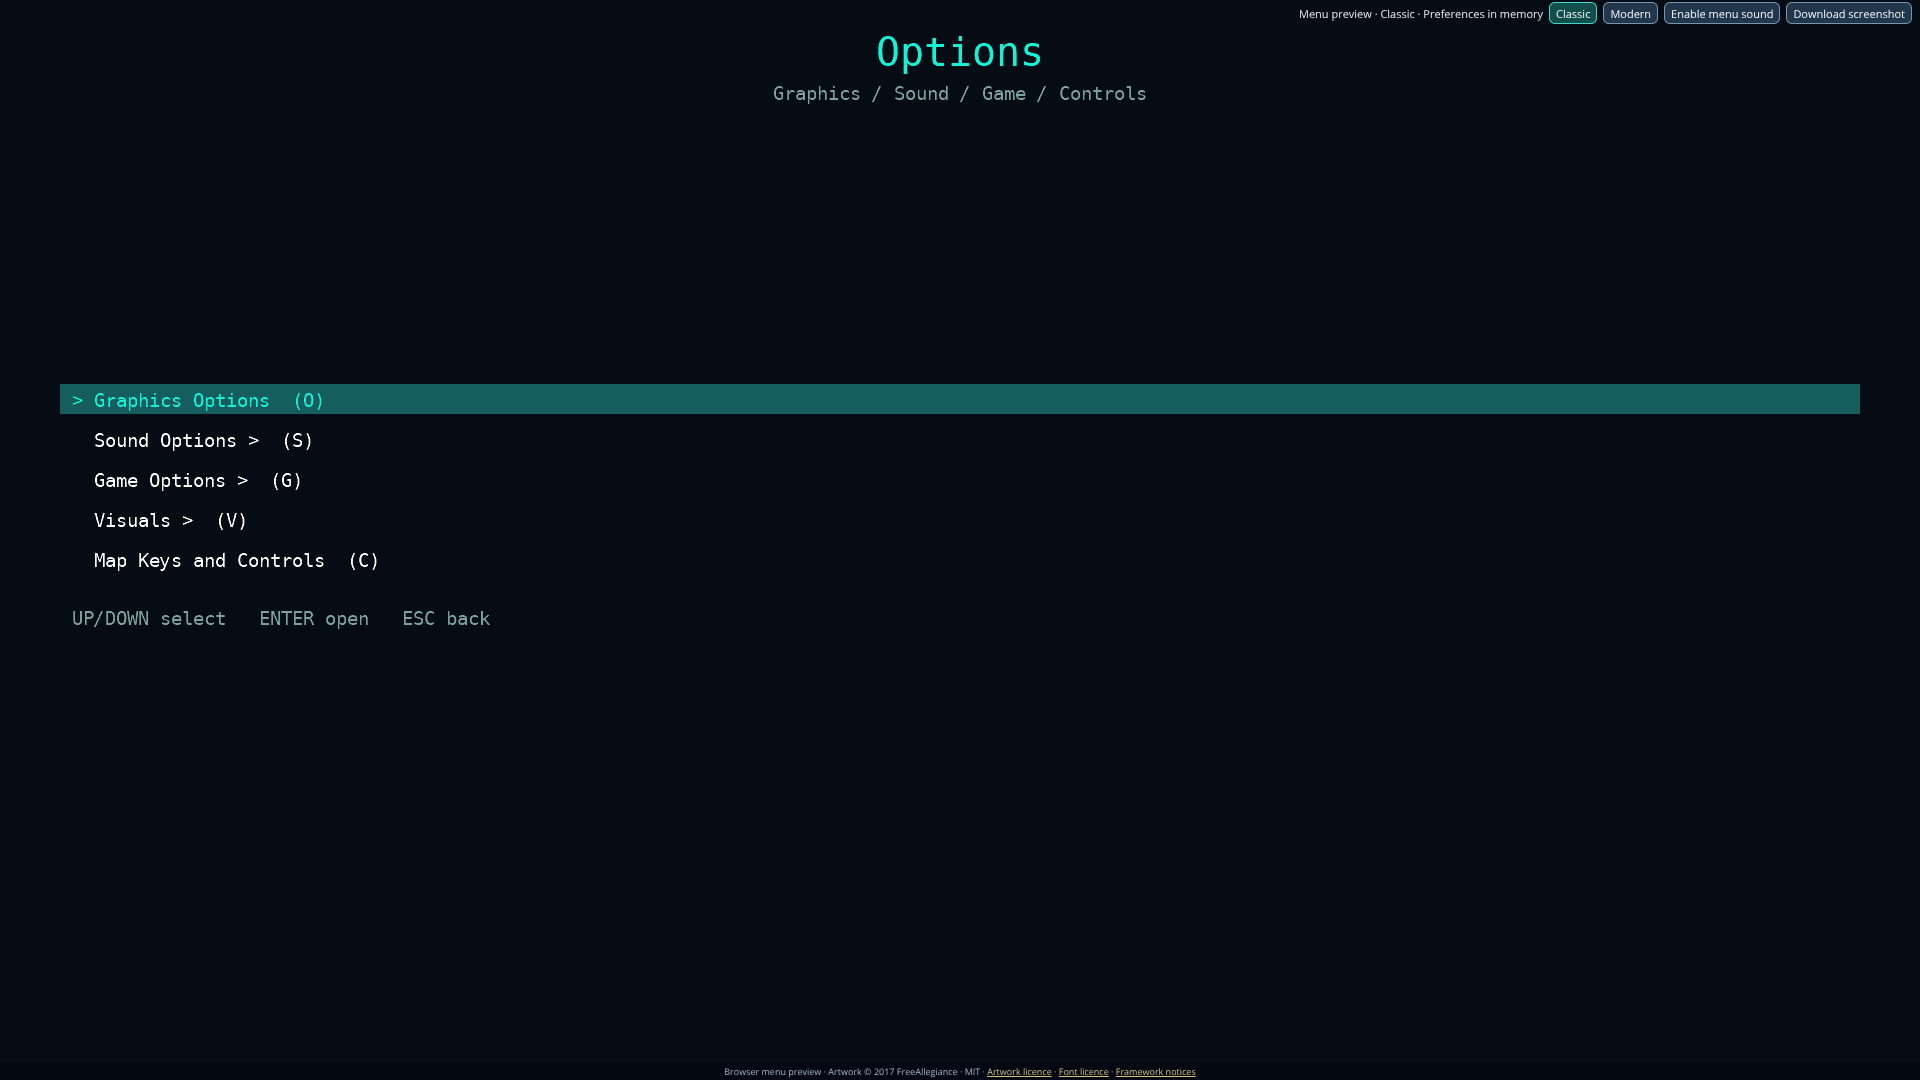 Menu preview · Classic · Preferences in memory Classic Modern Enable menu sound Download screenshot
Options
Graphics / Sound / Game / Controls
> Graphics Options (O)
Sound Options > (S)
Game Options > (G)
Visuals > (V)
Map Keys and Controls (C)
UP/DOWN select ENTER open ESC back
Browser menu preview · Artwork © 2017 FreeAllegiance · MIT · Artwork licence · Font licence · Framework notices